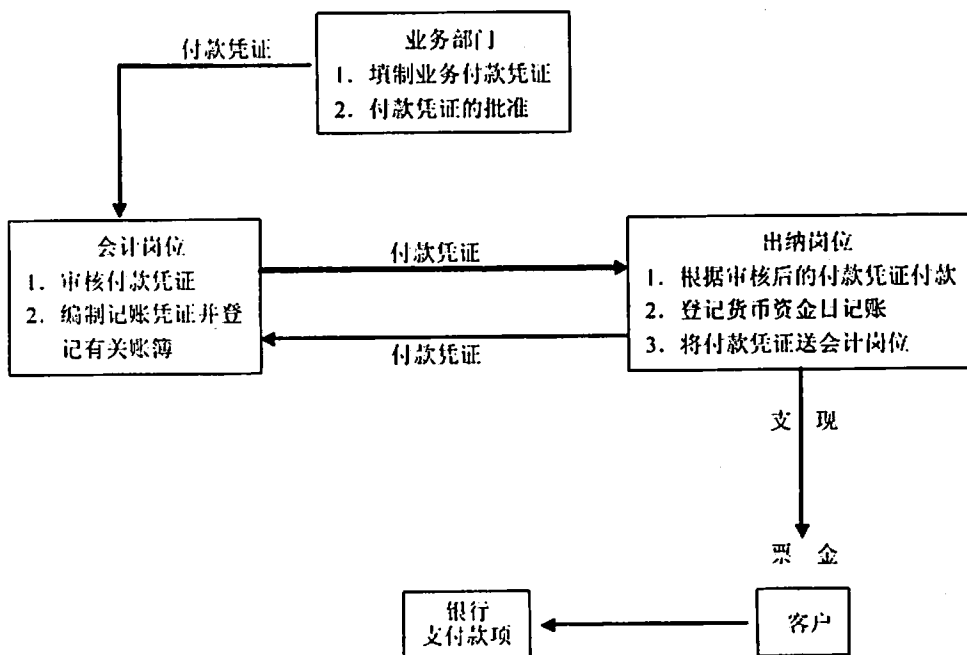 付款凭证
业务部门
1. 填制业务付款凭证
2. 付款凭证的批准
会计岗位
1. 审核付款凭证
2. 编制记账凭证并登
记有关账簿
付款凭证
付款凭证
出纳岗位
1. 根据审核后的付款凭证付款
2. 登记货币资金日记账
3. 将付款凭证送会计岗位
支 现
票 金
银行
支付款项
客户